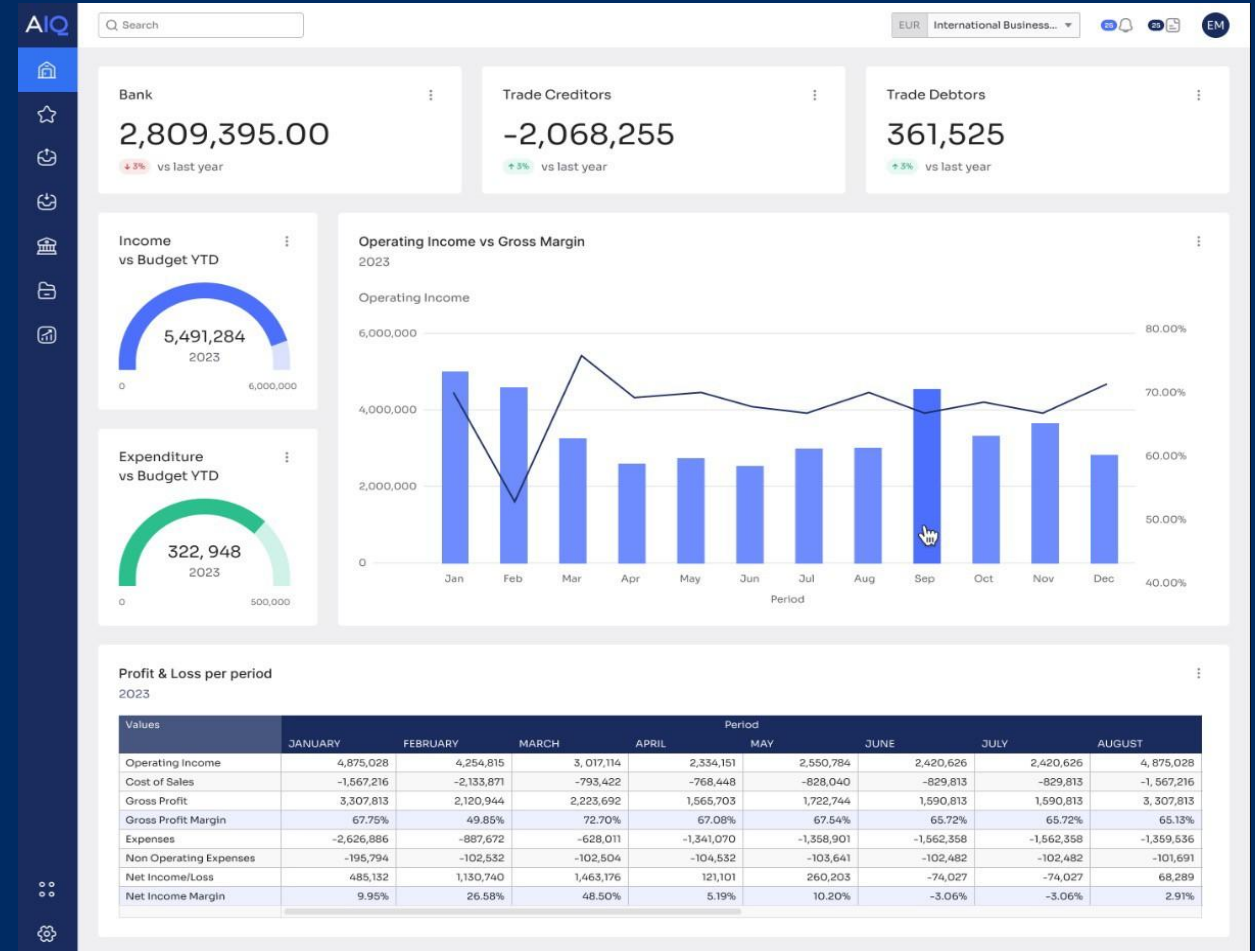 AIQ
Search
EUR International Business...
25
25
EM
Bank
2,809,395.00
↓3% vs last year
Trade Creditors
-2,068,255
↑3% vs last year
Trade Debtors
361,525
↑3% vs last year
Income
vs Budget YTD
5,491,284
2023
0 6,000,000
Expenditure
vs Budget YTD
322, 948
2023
0 500,000
Operating Income vs Gross Margin
2023
Operating Income
6,000,000
4,000,000
2,000,000
0
80.00%
70.00%
60.00%
50.00%
40.00%
Jan Feb Mar Apr May Jun Jul Aug Sep Oct Nov Dec
Period
Profit & Loss per period
2023
Values Period
JANUARY FEBRUARY MARCH APRIL MAY JUNE JULY AUGUST
Operating Income 4,875,028 4,254,815 3, 017,114 2,334,151 2,550,784 2,420,626 2,420,626 4, 875,028
Cost of Sales -1,567,216 -2,133,871 -793,422 -768,448 -828,040 -829,813 -829,813 -1, 567,216
Gross Profit 3,307,813 2,120,944 2,223,692 1,565,703 1,722,744 1,590,813 1,590,813 3, 307,813
Gross Profit Margin 67.75% 49.85% 72.70% 67.08% 67.54% 65.72% 65.72% 65.13%
Expenses -2,626,886 -887,672 -628,011 -1,341,070 -1,358,901 -1,562,358 -1,562,358 -1,359,536
Non Operating Expenses -195,794 -102,532 -102,504 -104,532 -103,641 -102,482 -102,482 -101,691
Net Income/Loss 485,132 1,130,740 1,463,176 121,101 260,203 -74,027 -74,027 68,289
Net Income Margin 9.95% 26.58% 48.50% 5.19% 10.20% -3.06% -3.06% 2.91%